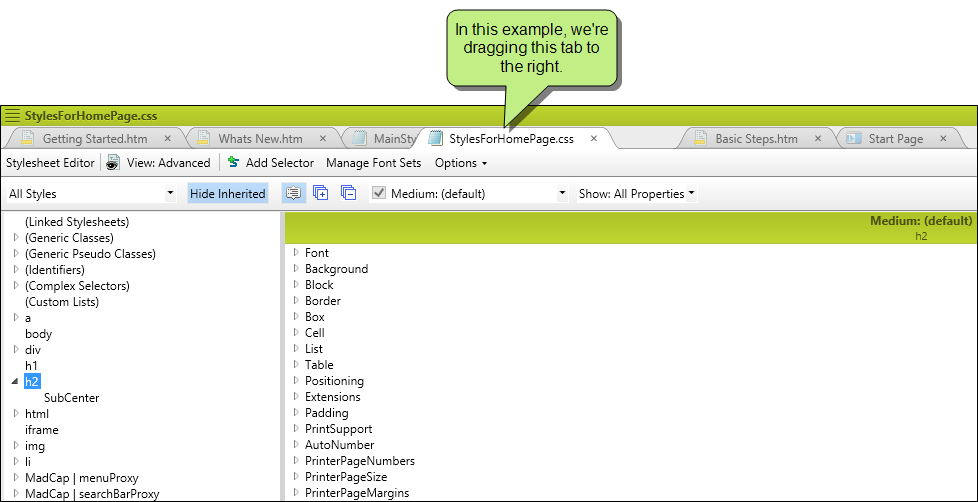 In this example, we're
dragging this tab to
the right.
StylesForHomePage.css
Getting Started.htm
Whats New.htm
MainSty
StylesForHomePage.css
Basic Steps.htm
Start Page
Stylesheet Editor
View: Advanced
Add Selector
Manage Font Sets
Options
All Styles
Hide Inherited
Medium: (default)
Show: All Properties
(Linked Stylesheets)
(Generic Classes)
(Generic Pseudo Classes)
(Identifiers)
(Complex Selectors)
(Custom Lists)
a
body
div
h1
h2
SubCenter
html
iframe
img
li
MadCap | menuProxy
MadCap | searchBarProxy
Medium: (default)
h2
Font
Background
Block
Border
Box
Cell
List
Table
Positioning
Extensions
Padding
PrintSupport
AutoNumber
PrinterPageNumbers
PrinterPageSize
PrinterPageMargins